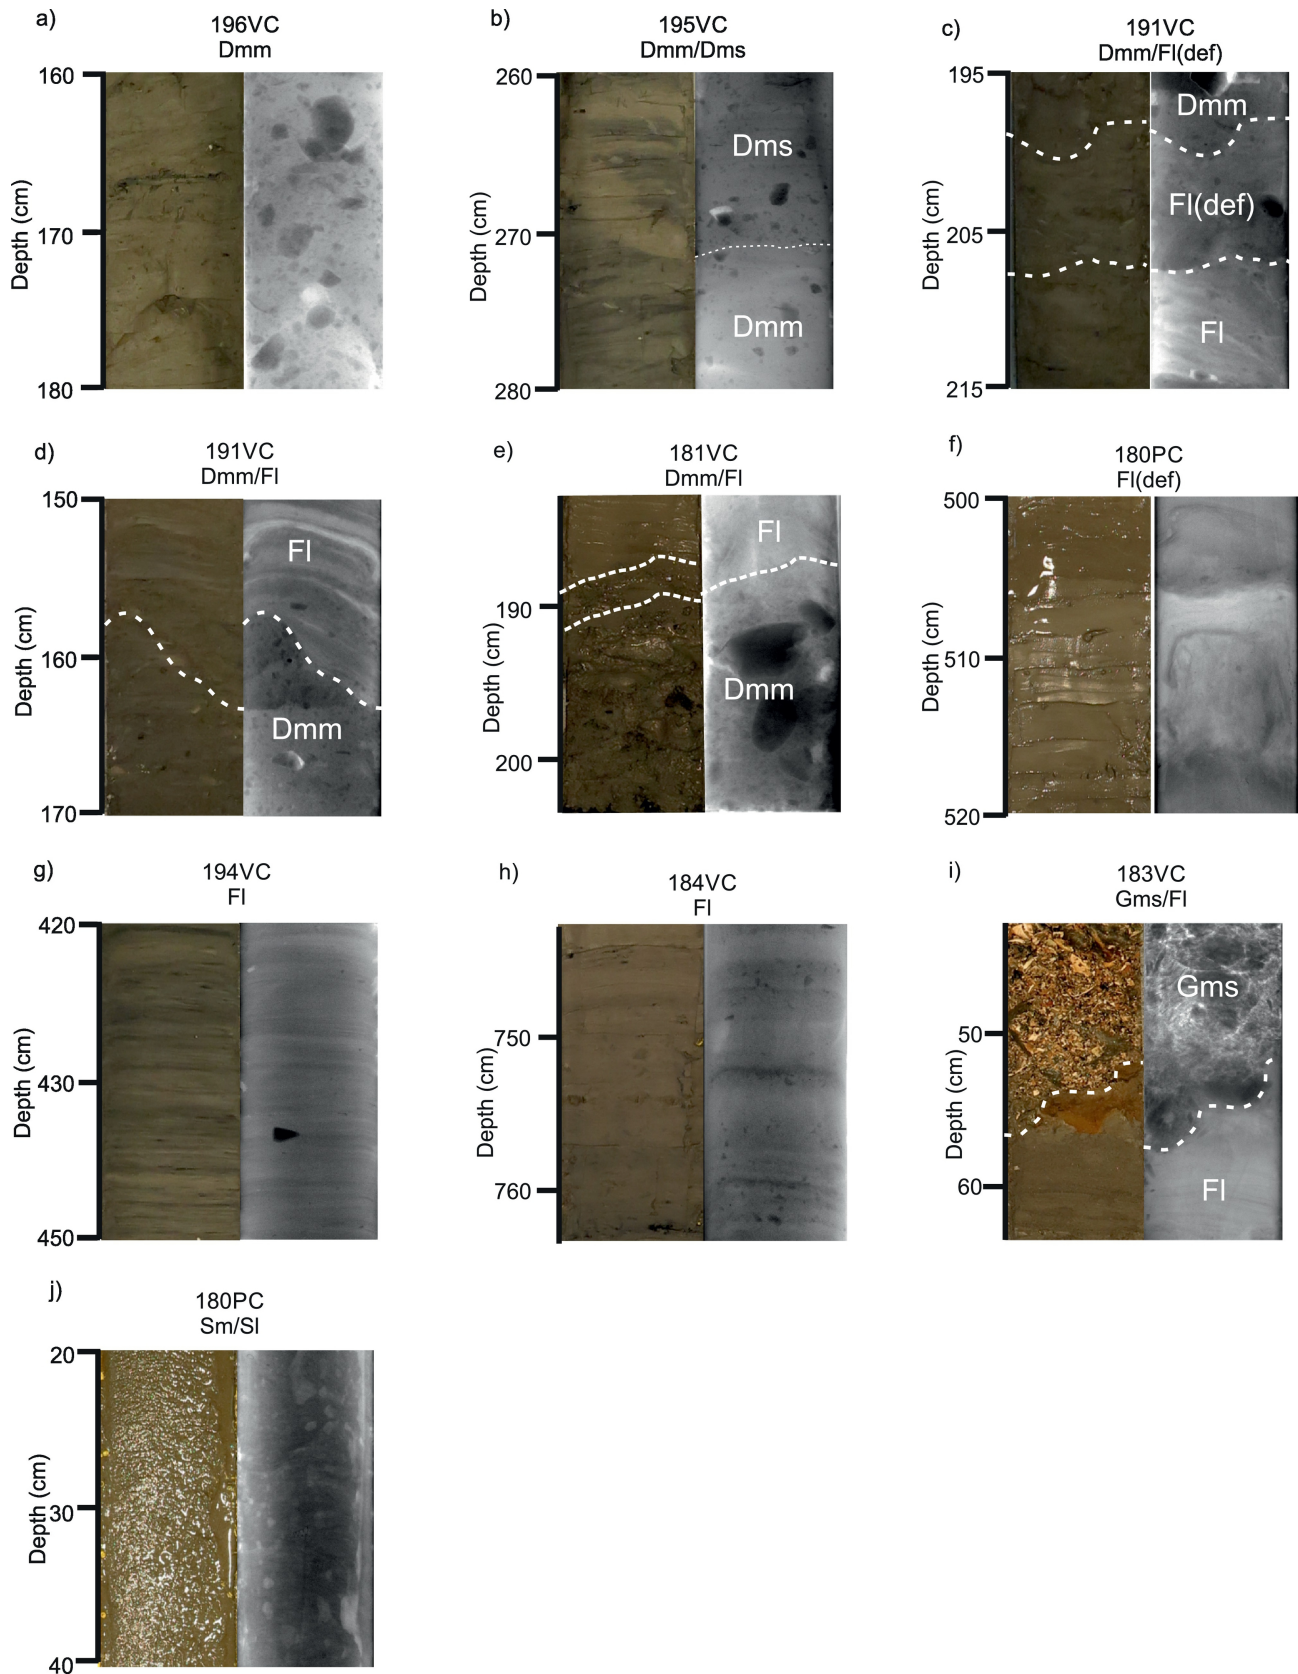 a)
196VC
Dmm
160
170
180
Depth (cm)
b)
195VC
Dmm/Dms
260
270
280
Depth (cm)
Dms
Dmm
c)
191VC
Dmm/Fl(def)
195
205
215
Depth (cm)
Dmm
Fl(def)
Fl
d)
191VC
Dmm/Fl
150
160
170
Depth (cm)
Fl
Dmm
e)
181VC
Dmm/Fl
190
200
Depth (cm)
Fl
Dmm
f)
180PC
Fl(def)
500
510
520
Depth (cm)
g)
194VC
Fl
420
430
450
Depth (cm)
h)
184VC
Fl
750
760
Depth (cm)
i)
183VC
Gms/Fl
50
60
Depth (cm)
Gms
Fl
j)
180PC
Sm/Sl
20
30
40
Depth (cm)